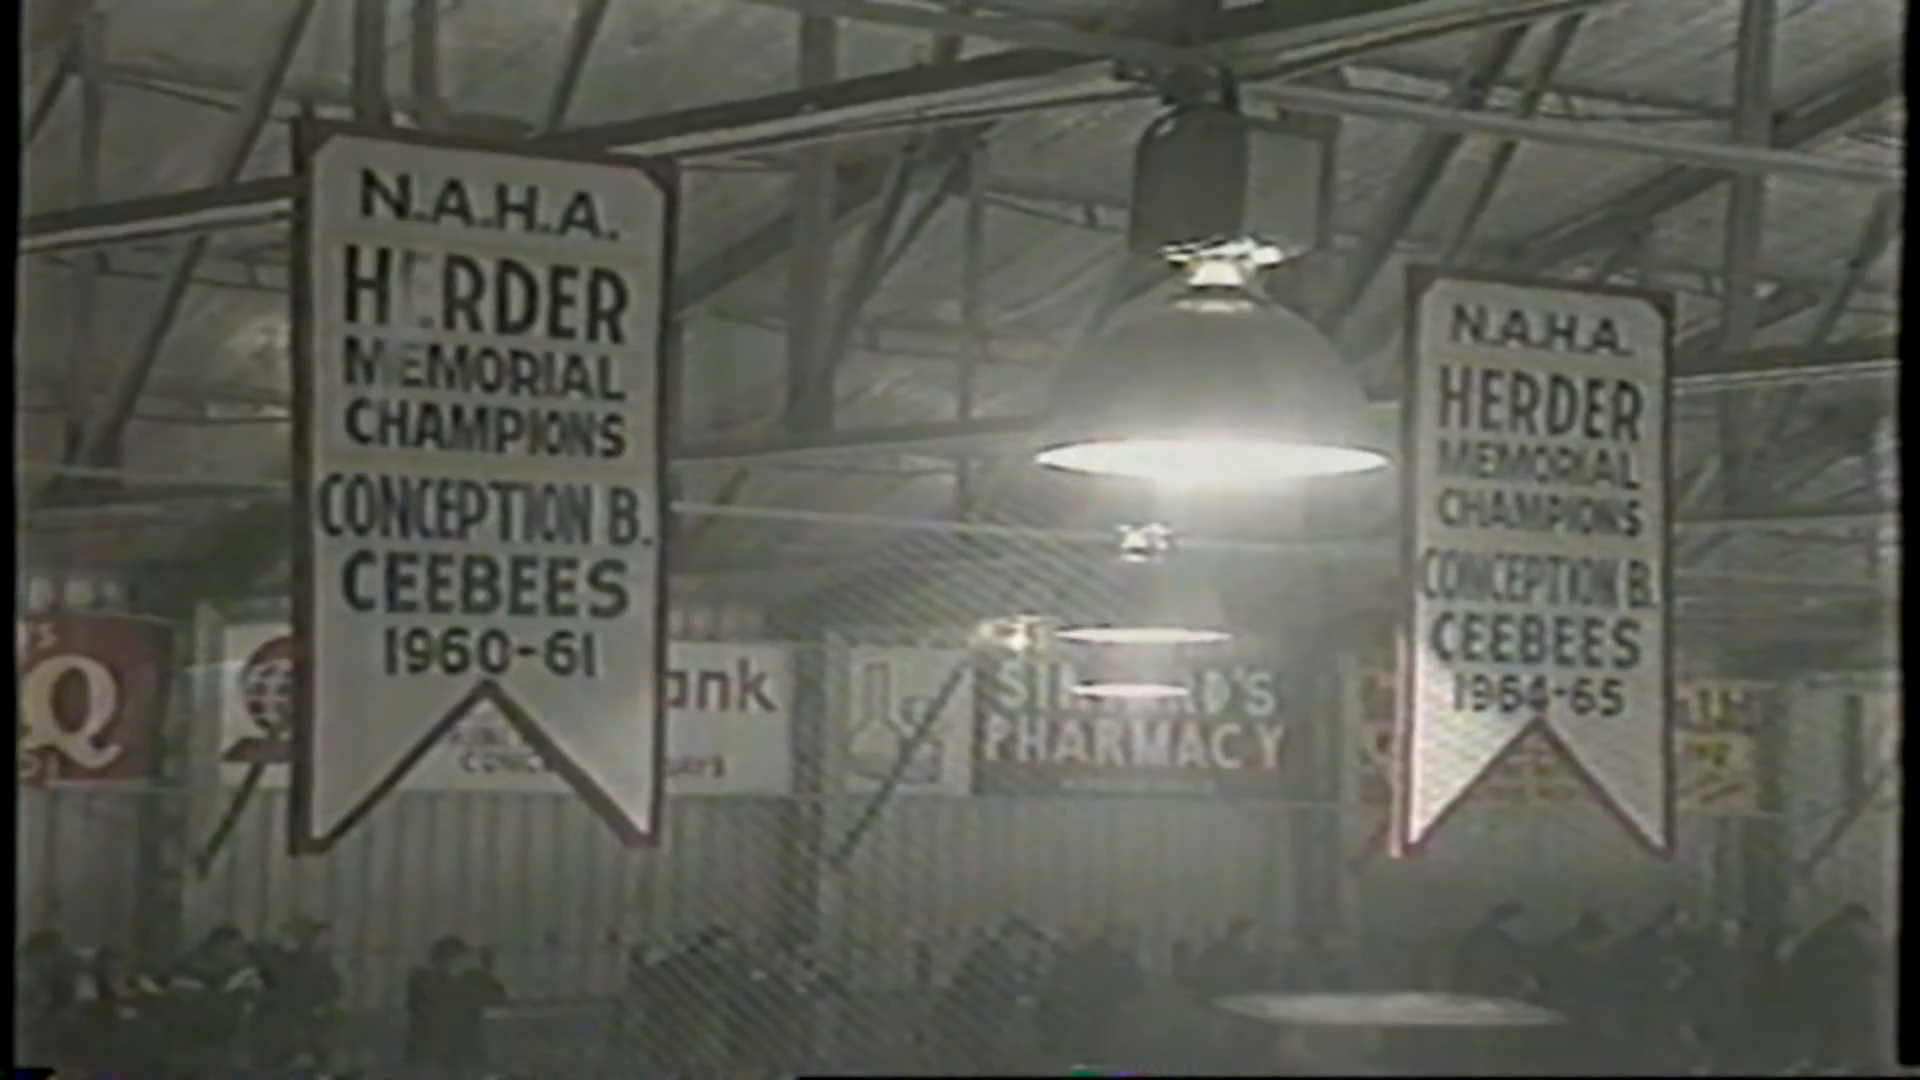 N.A.H.A.
HERDER
MEMORIAL
CHAMPIONS
CONCEPTION B.
CEEBEES
1960-61
N.A.H.A.
HERDER
MEMORIAL
CHAMPIONS
CONCEPTION B.
CEEBEES
1964-65
Q
ank
PHARMACY